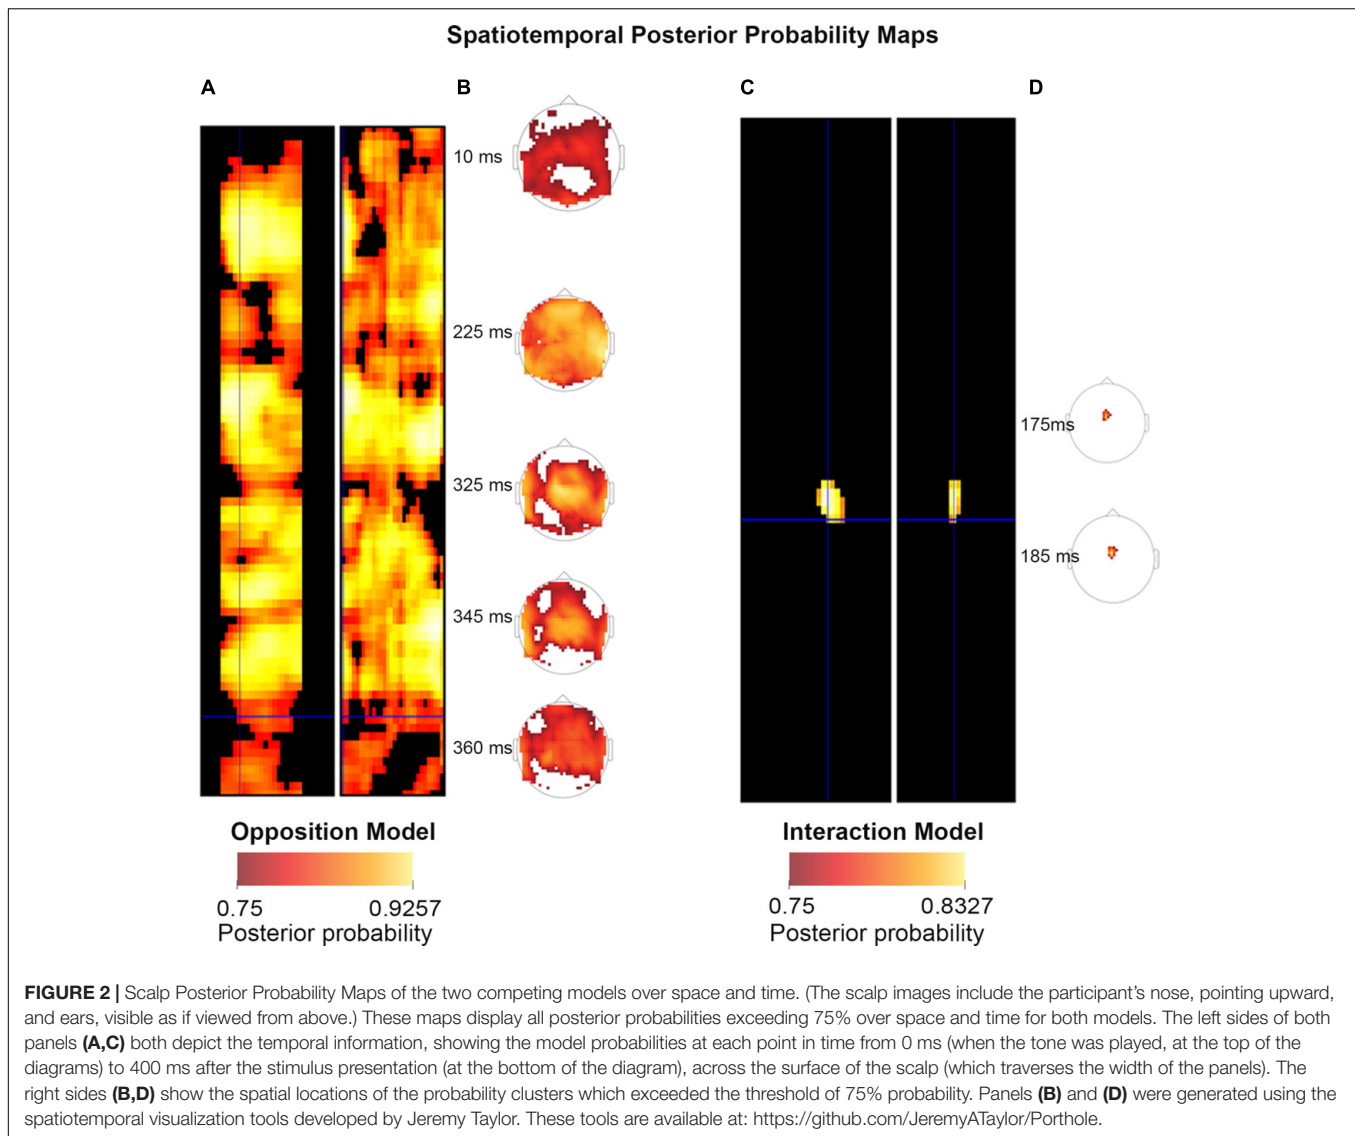 Spatiotemporal Posterior Probability Maps
A
B
C
D
10 ms
225 ms
325 ms
345 ms
360 ms
175ms
185 ms
Opposition Model
0.75
0.9257
Posterior probability
Interaction Model
0.75
0.8327
Posterior probability
FIGURE 2 | Scalp Posterior Probability Maps of the two competing models over space and time. (The scalp images include the participant's nose, pointing upward,
and ears, visible as if viewed from above.) These maps display all posterior probabilities exceeding 75% over space and time for both models. The left sides of both
panels (A,C) both depict the temporal information, showing the model probabilities at each point in time from 0 ms (when the tone was played, at the top of the
diagrams) to 400 ms after the stimulus presentation (at the bottom of the diagram), across the surface of the scalp (which traverses the width of the panels). The
right sides (B,D) show the spatial locations of the probability clusters which exceeded the threshold of 75% probability. Panels (B) and (D) were generated using the
spatiotemporal visualization tools developed by Jeremy Taylor. These tools are available at: https://github.com/JeremyATaylor/Porthole.